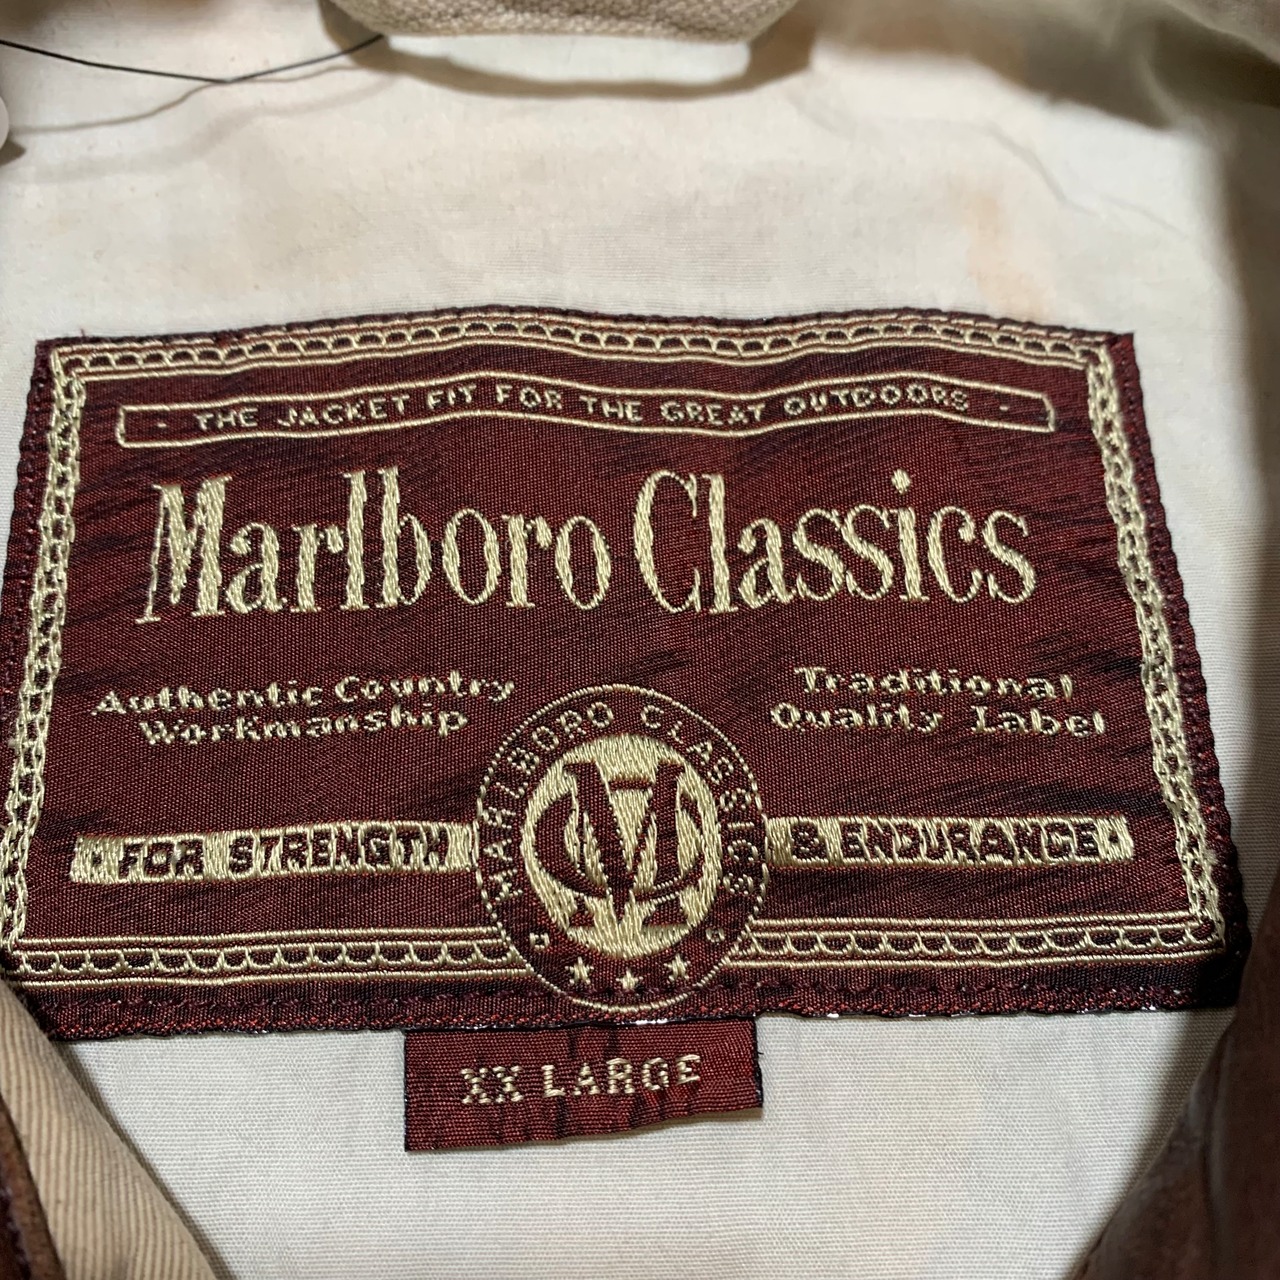 · THE JACKET FIT FOR THE GREAT OUTDOORS ·
Marlboro Classics
Authentic Country
Workmanship
Traditional
Quality Label
MARLBORO CLASSICS
MC
· FOR STRENGTH
& ENDURANCE ·
XX LARGE